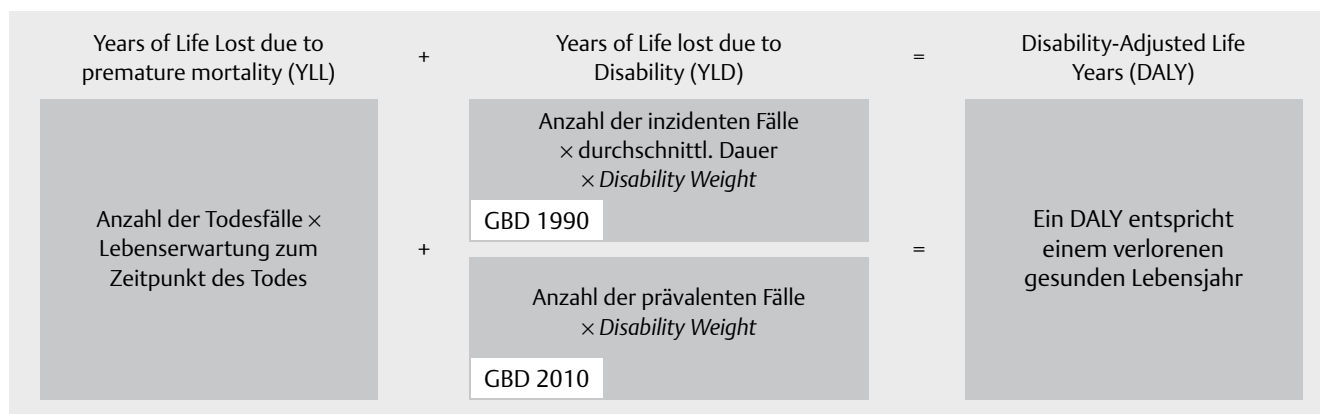 Years of Life Lost due to
premature mortality (YLL)
+
Years of Life lost due to
Disability (YLD)
=
Disability-Adjusted Life
Years (DALY)
Anzahl der Todesfälle ×
Lebenserwartung zum
Zeitpunkt des Todes
+
Anzahl der inzidenten Fälle
× durchschnittl. Dauer
× Disability Weight
GBD 1990
Anzahl der prävalenten Fälle
× Disability Weight
GBD 2010
=
Ein DALY entspricht
einem verlorenen
gesunden Lebensjahr